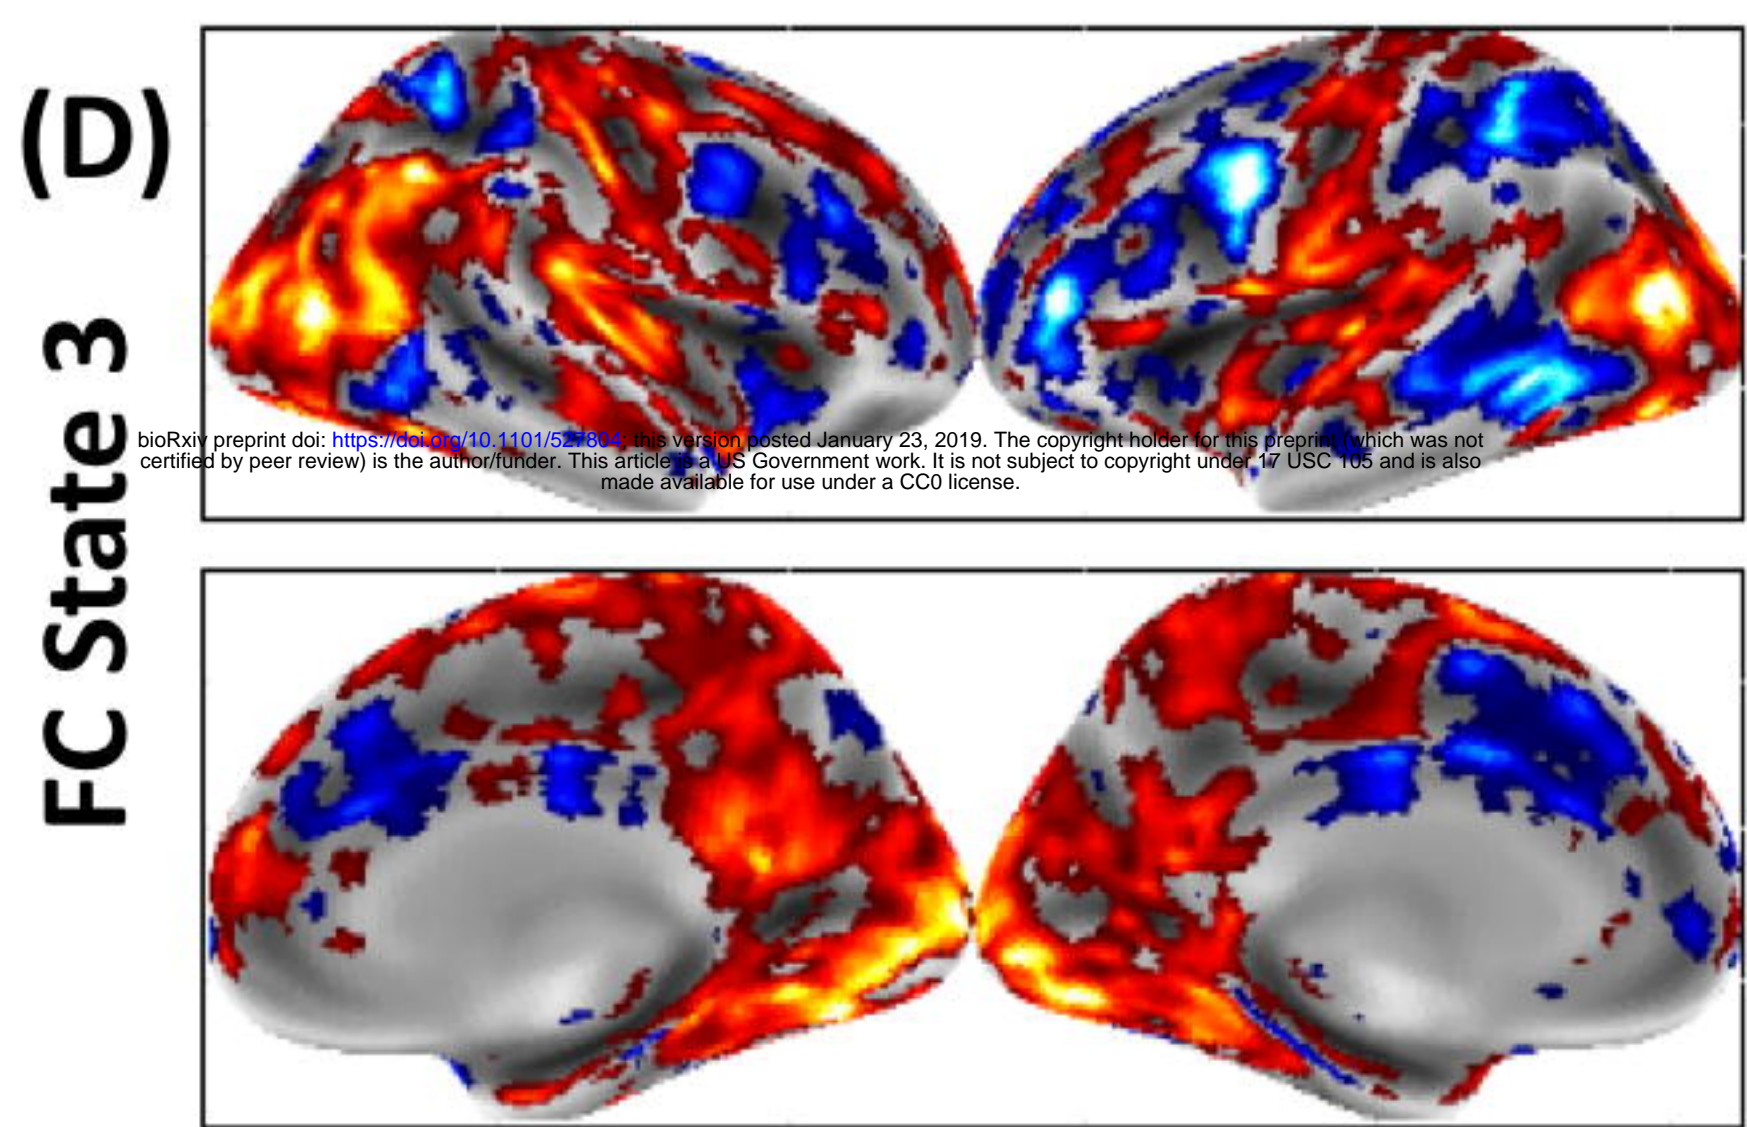 (D)
FC State 3
bioRxiv preprint doi: https://doi.org/10.1101/527804; this version posted January 23, 2019. The copyright holder for this preprint (which was not
certified by peer review) is the author/funder. This article is a US Government work. It is not subject to copyright under 17 USC 105 and is also
made available for use under a CC0 license.